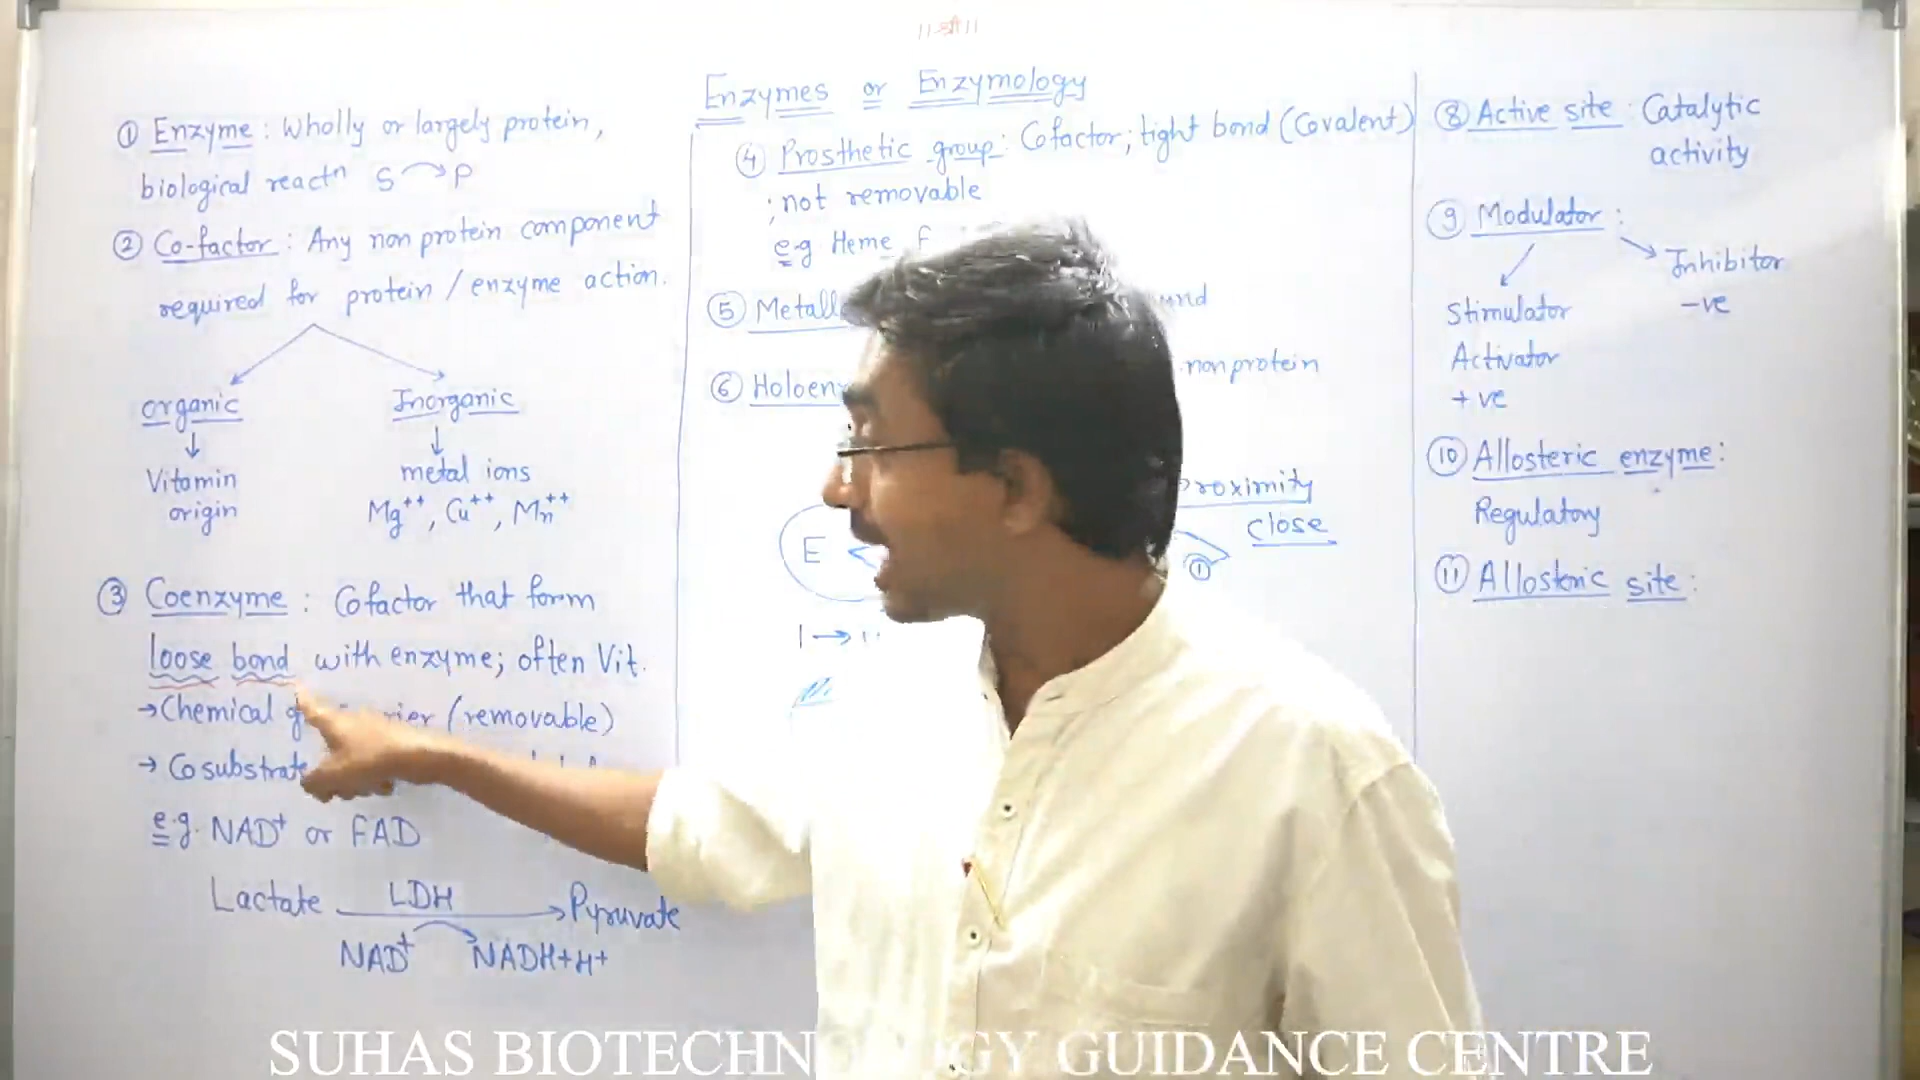 ||श्री||
Enzymes or Enzymology
① Enzyme: Wholly or largely protein,
biological reactⁿ S → P
② Co-factor: Any non protein component
required for protein/enzyme action.
organic Inorganic
↓ ↓
Vitamin metal ions
origin Mg⁺⁺, Cu⁺⁺, Mn⁺⁺
③ Coenzyme: Cofactor that form
loose bond with enzyme; often Vit.
→ Chemical (removable)
→ Cosubstrate
e.g. NAD⁺ or FAD
Lactate LDH → Pyruvate
NAD⁺ NADH+H⁺
④ Prosthetic group: Cofactor; tight bond (Covalent)
; not removable
e.g. Heme
⑤
⑥
non protein
Proximity
close
E
①
⑧ Active site: Catalytic
activity
⑨ Modulator:
Inhibitor
-ve
Stimulator
Activator
+ve
⑩ Allosteric enzyme:
Regulatory
⑪ Allosteric site:
SUHAS BIOTECHN GY GUIDANCE CENTRE